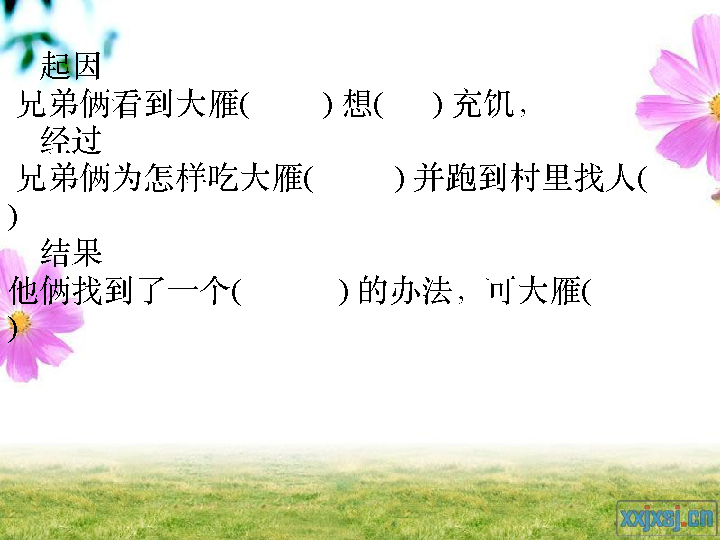 起因
兄弟俩看到大雁(      ) 想(    ) 充饥，
经过
兄弟俩为怎样吃大雁(      ) 并跑到村里找人(
)
结果
他俩找到了一个(      ) 的办法，可大雁(
)
xxjxsj.cn